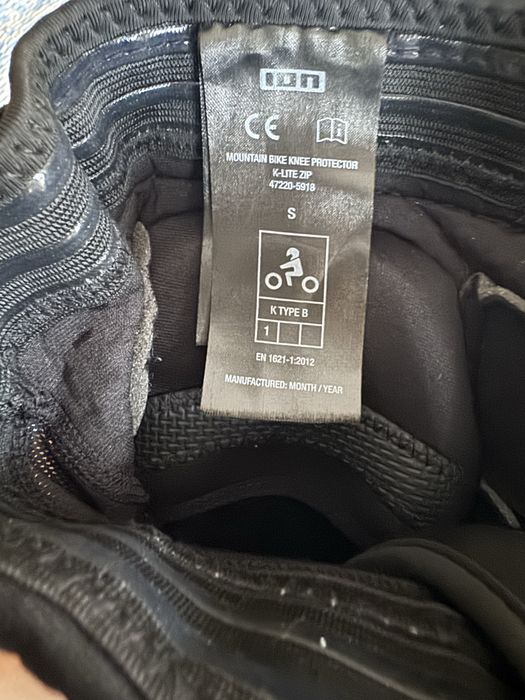 ion
CE
i
MOUNTAIN BIKE KNEE PROTECTOR
K-LITE ZIP
47220-5918
S
K TYPE B
1
EN 1621-1:2012
MANUFACTURED: MONTH / YEAR